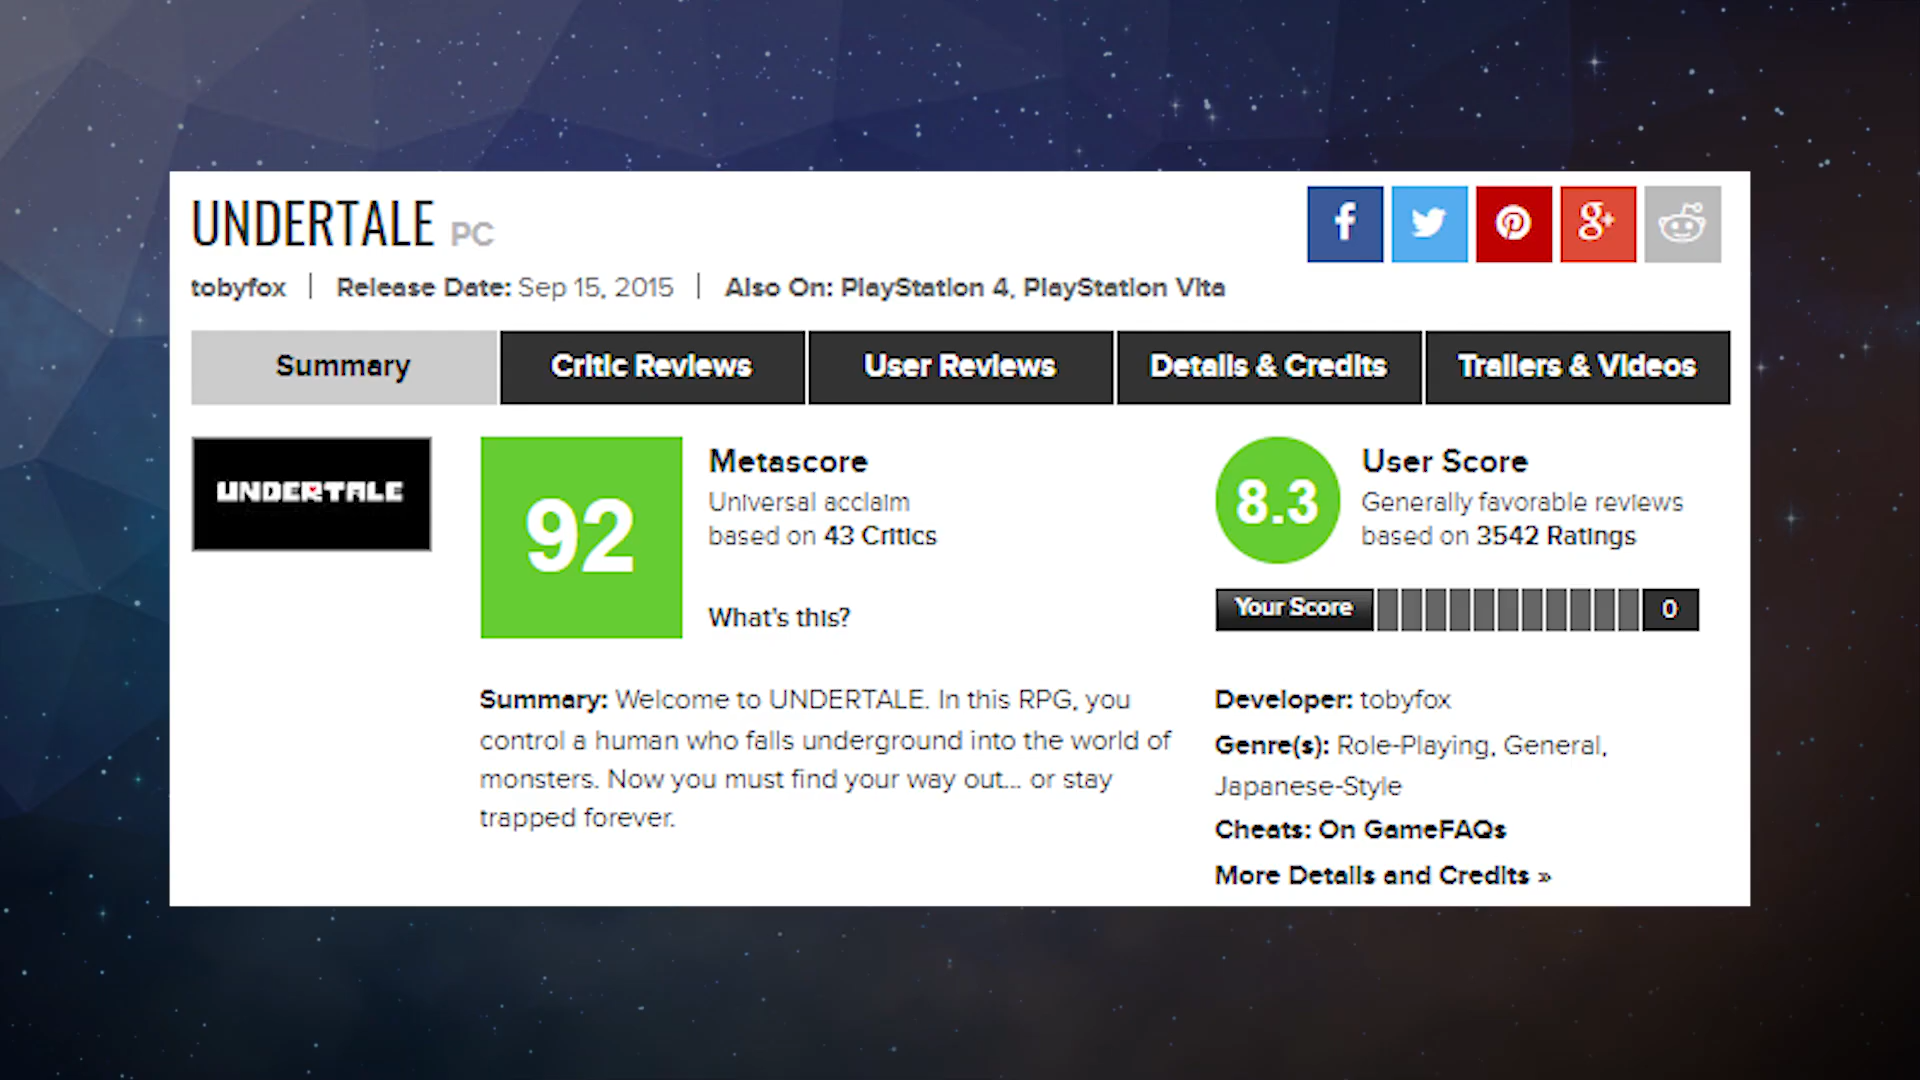 UNDERTALE PC
tobyfox | Release Date: Sep 15, 2015 | Also On: PlayStation 4, PlayStation Vita
Summary
Critic Reviews
User Reviews
Details & Credits
Trailers & Videos
UNDERTALE
92
Metascore
Universal acclaim
based on 43 Critics
What's this?
8.3
User Score
Generally favorable reviews
based on 3542 Ratings
Your Score
0
Summary: Welcome to UNDERTALE. In this RPG, you
control a human who falls underground into the world of
monsters. Now you must find your way out... or stay
trapped forever.
Developer: tobyfox
Genre(s): Role-Playing, General,
Japanese-Style
Cheats: On GameFAQs
More Details and Credits »